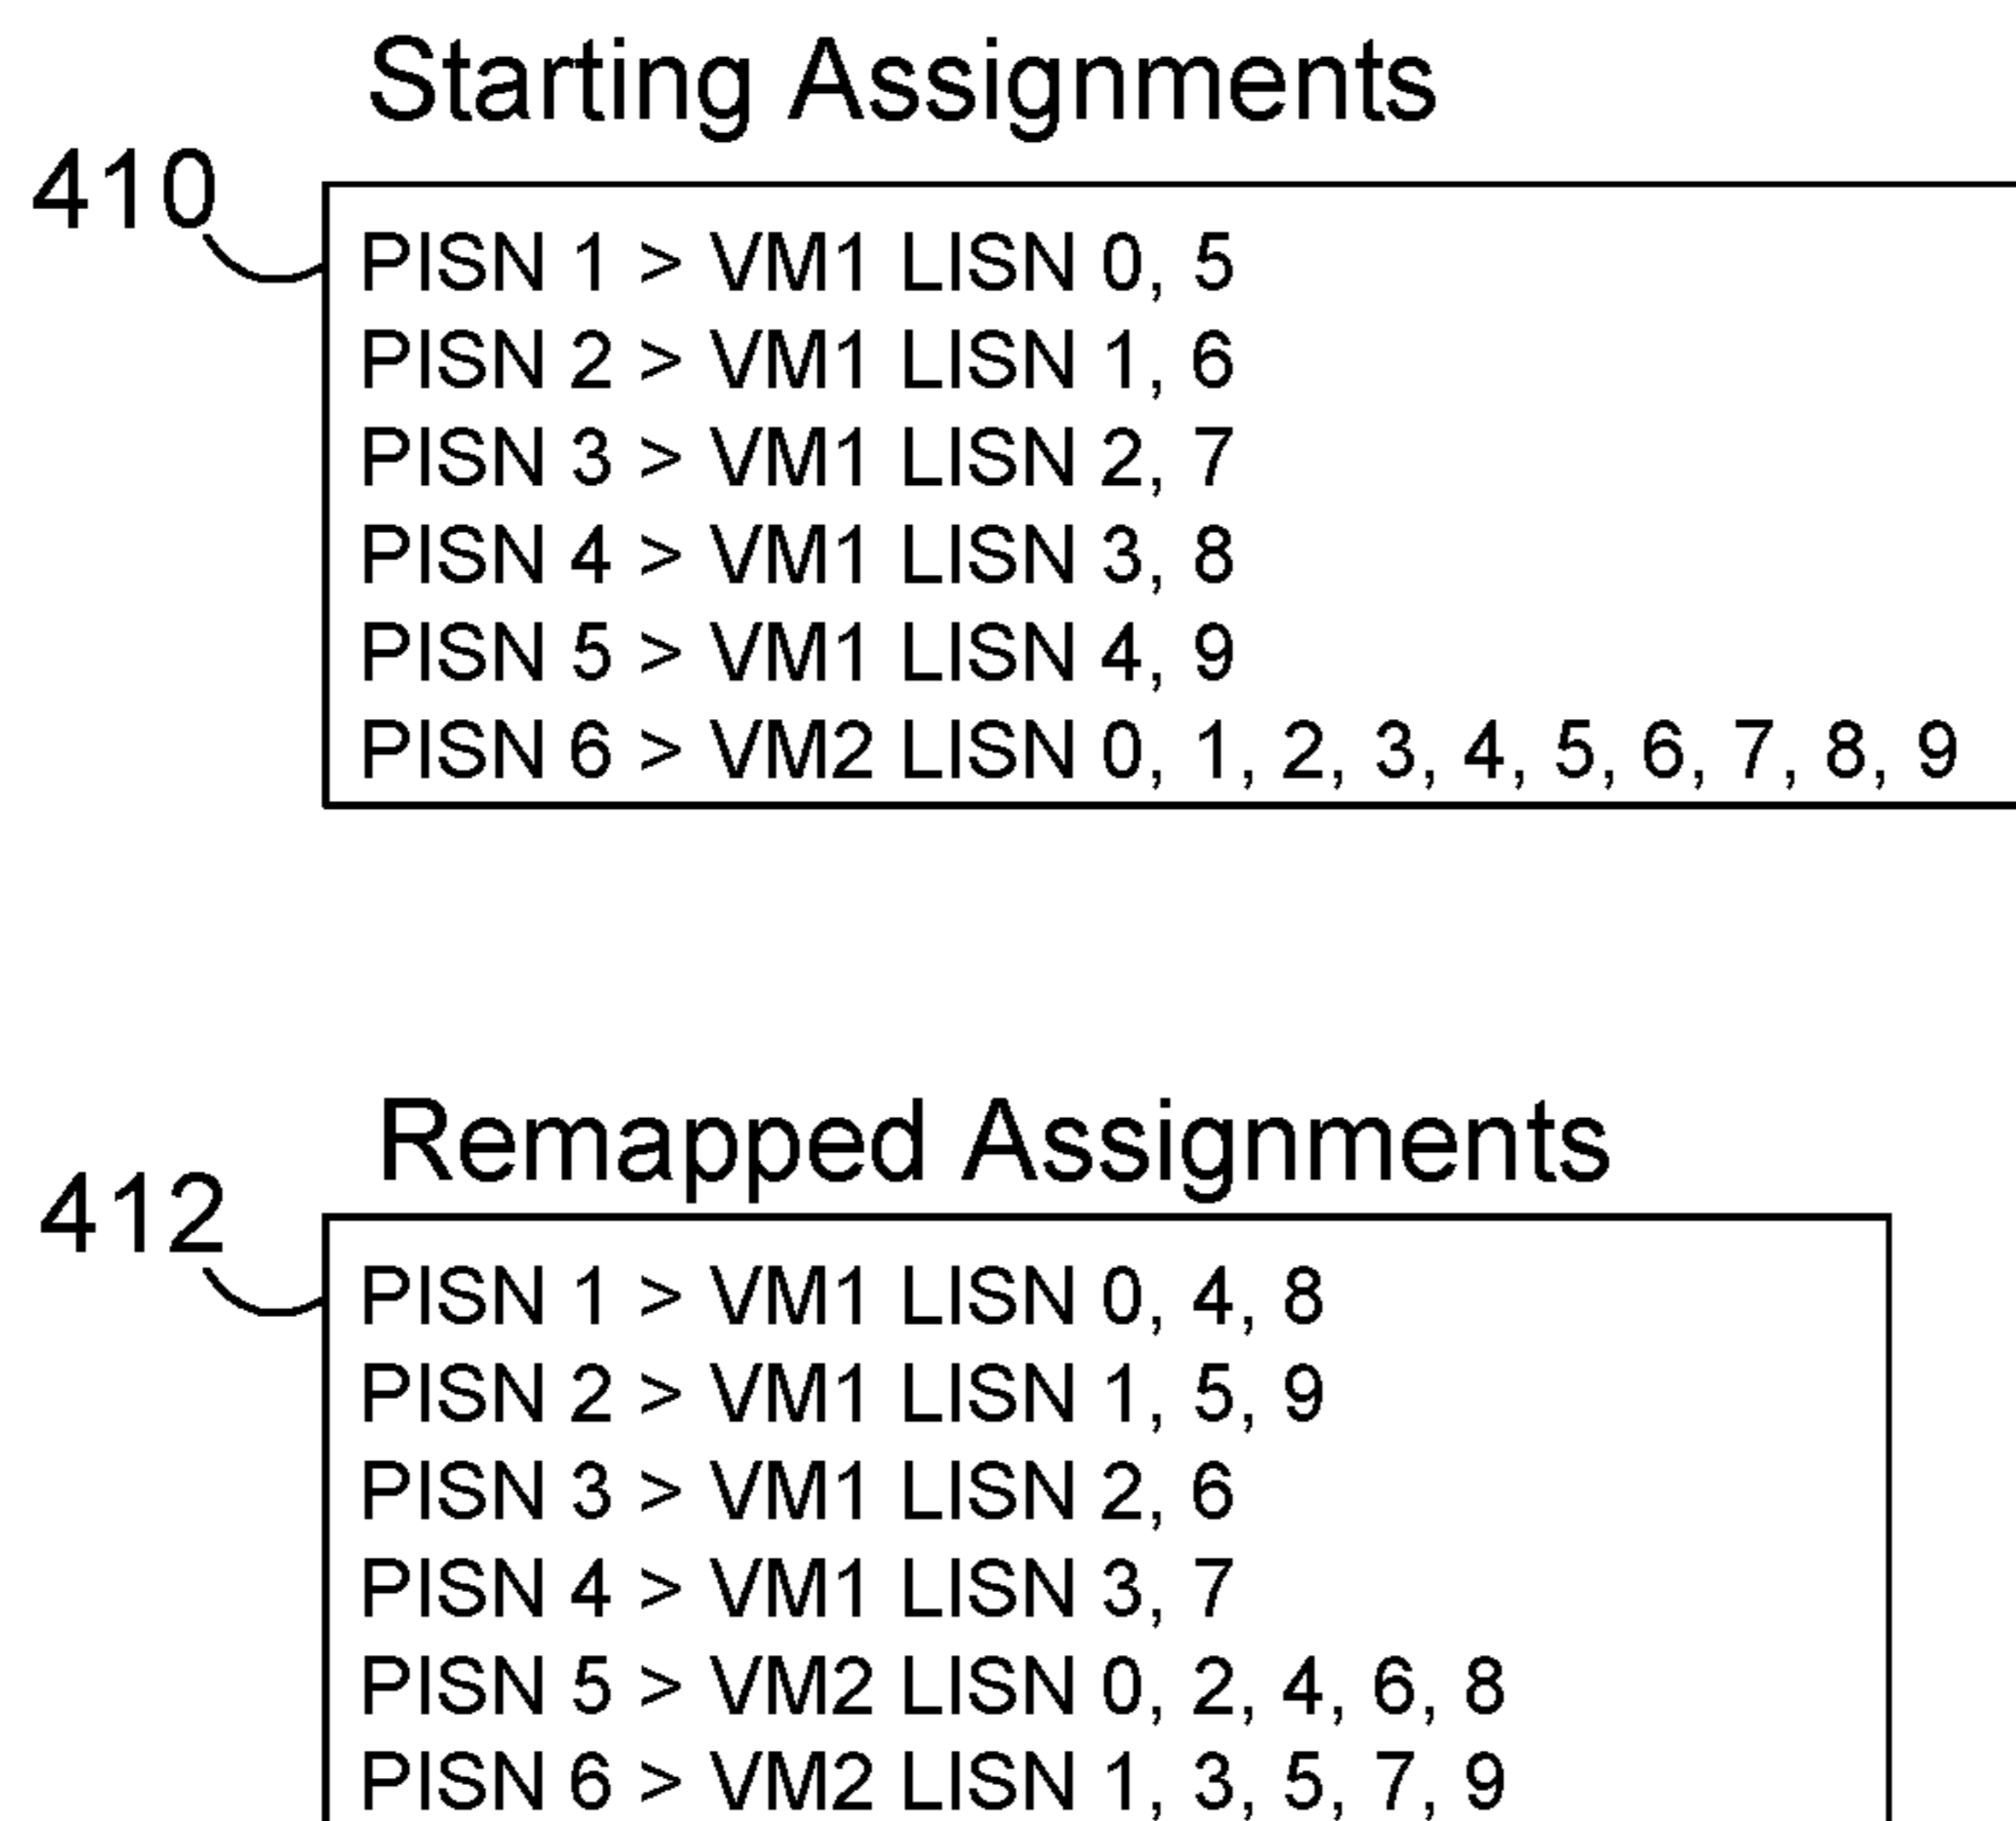 Starting Assignments
410
PISN 1 > VM1 LISN 0, 5
PISN 2 > VM1 LISN 1, 6
PISN 3 > VM1 LISN 2, 7
PISN 4 > VM1 LISN 3, 8
PISN 5 > VM1 LISN 4, 9
PISN 6 > VM2 LISN 0, 1, 2, 3, 4, 5, 6, 7, 8, 9
Remapped Assignments
412
PISN 1 > VM1 LISN 0, 4, 8
PISN 2 > VM1 LISN 1, 5, 9
PISN 3 > VM1 LISN 2, 6
PISN 4 > VM1 LISN 3, 7
PISN 5 > VM2 LISN 0, 2, 4, 6, 8
PISN 6 > VM2 LISN 1, 3, 5, 7, 9